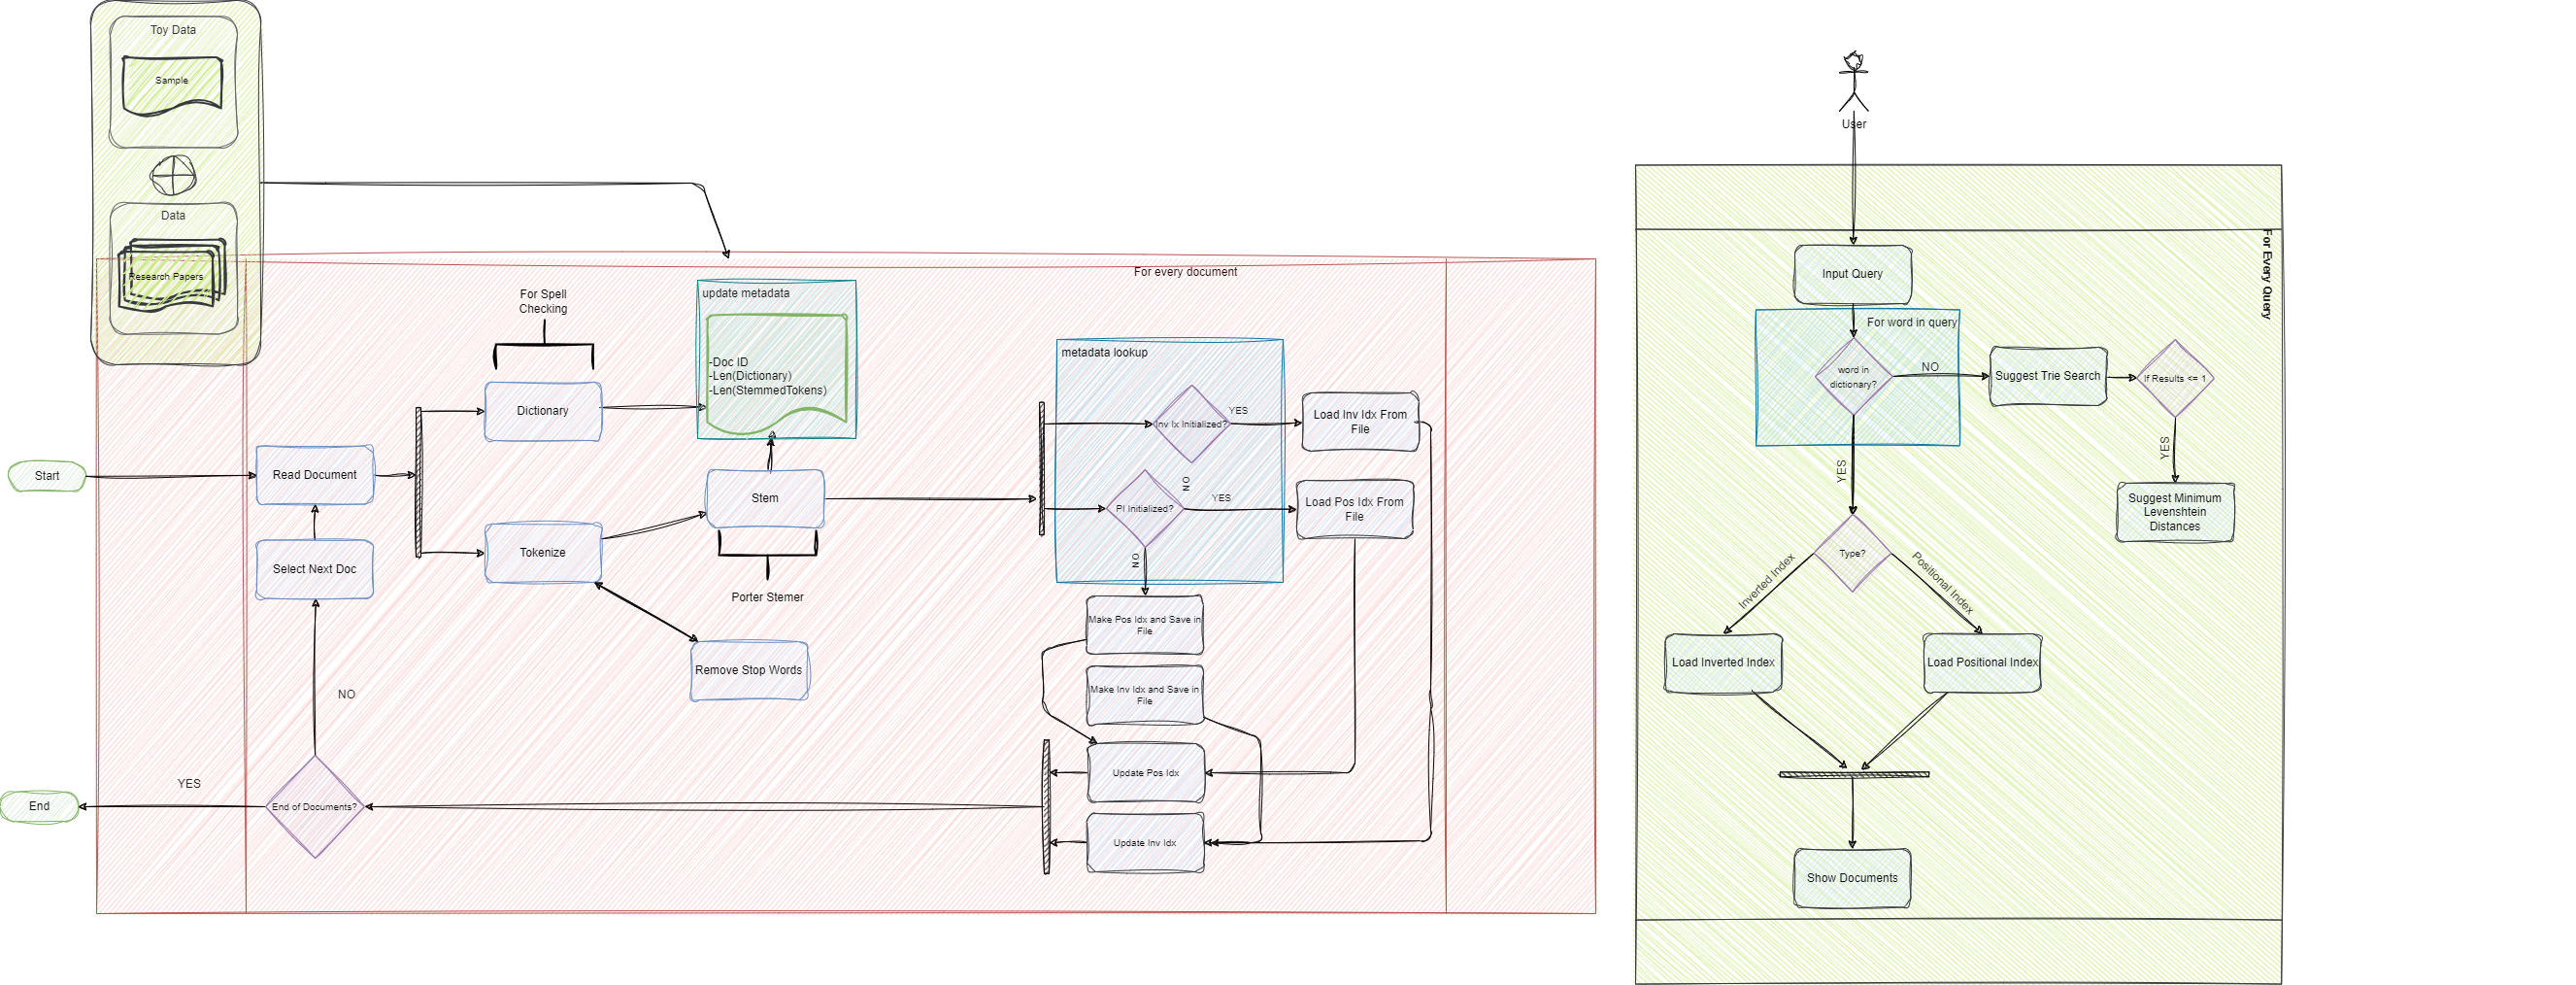 Toy Data
Sample
Data
Research Papers
For every document
For Spell
Checking
update metadata
-Doc ID
-Len(Dictionary)
-Len(StemmedTokens)
Dictionary
metadata lookup
Inv Ix Initialized?
YES
Load Inv Idx From
File
Start
Read Document
Stem
NO
PI Initialized?
YES
Load Pos Idx From
File
Tokenize
NO
Select Next Doc
Porter Stemer
Make Pos Idx and Save in
File
Remove Stop Words
Make Inv Idx and Save in
File
NO
Update Pos Idx
YES
End
End of Documents?
Update Inv Idx
User
For Every Query
Input Query
For word in query
word in
dictionary?
NO
Suggest Trie Search
If Results <= 1
YES
YES
Suggest Minimum
Levenshtein
Distances
Type?
Inverted Index
Positional Index
Load Inverted Index
Load Positional Index
Show Documents